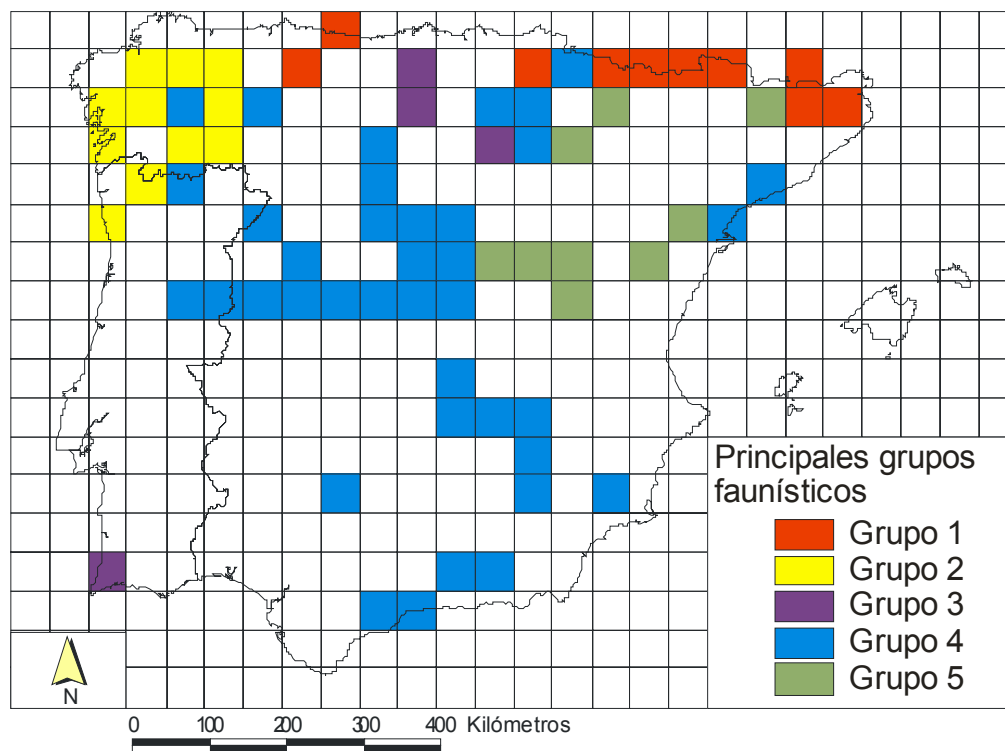 Principales grupos
faunísticos
Grupo 1
Grupo 2
Grupo 3
Grupo 4
Grupo 5
N
0 100 200 300 400 Kilómetros